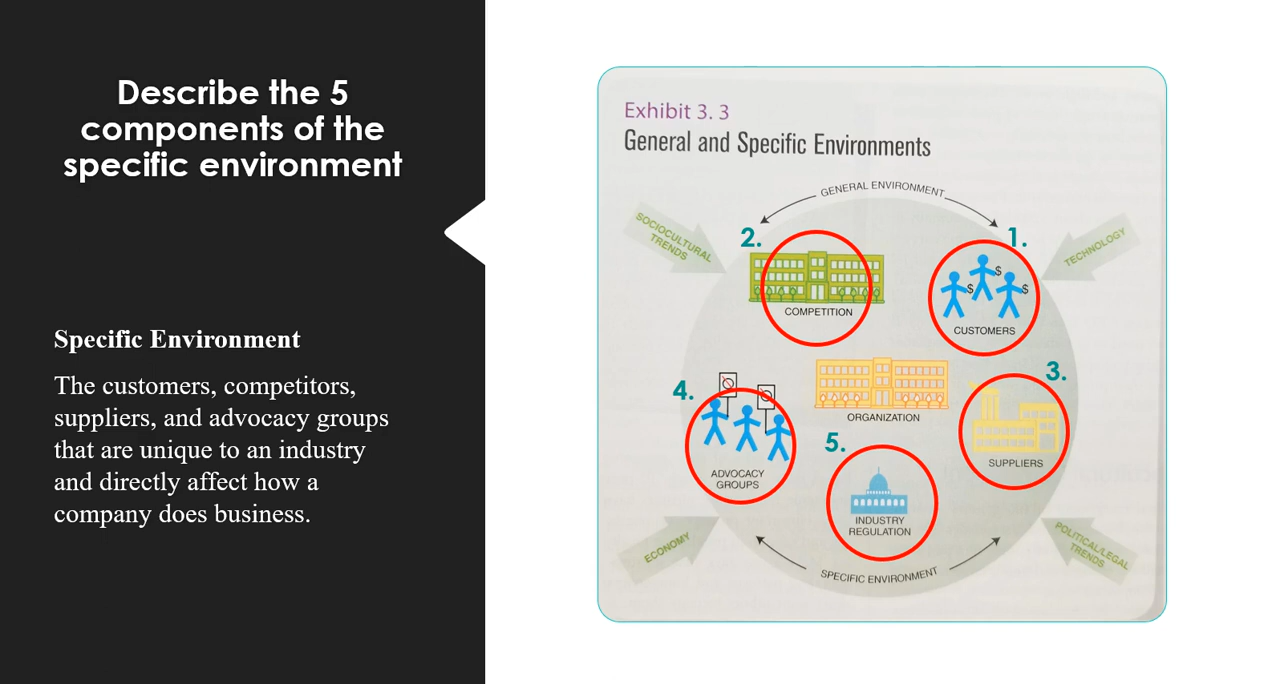 Describe the 5
components of the
specific environment
Specific Environment
The customers, competitors,
suppliers, and advocacy groups
that are unique to an industry
and directly affect how a
company does business.
Exhibit 3. 3
General and Specific Environments
GENERAL ENVIRONMENT
SOCIOCULTURAL
TRENDS
TECHNOLOGY
2.
1.
$
$
$
COMPETITION
CUSTOMERS
3.
4.
ORGANIZATION
5.
SUPPLIERS
ADVOCACY
GROUPS
INDUSTRY
REGULATION
ECONOMY
POLITICAL/LEGAL
TRENDS
SPECIFIC ENVIRONMENT